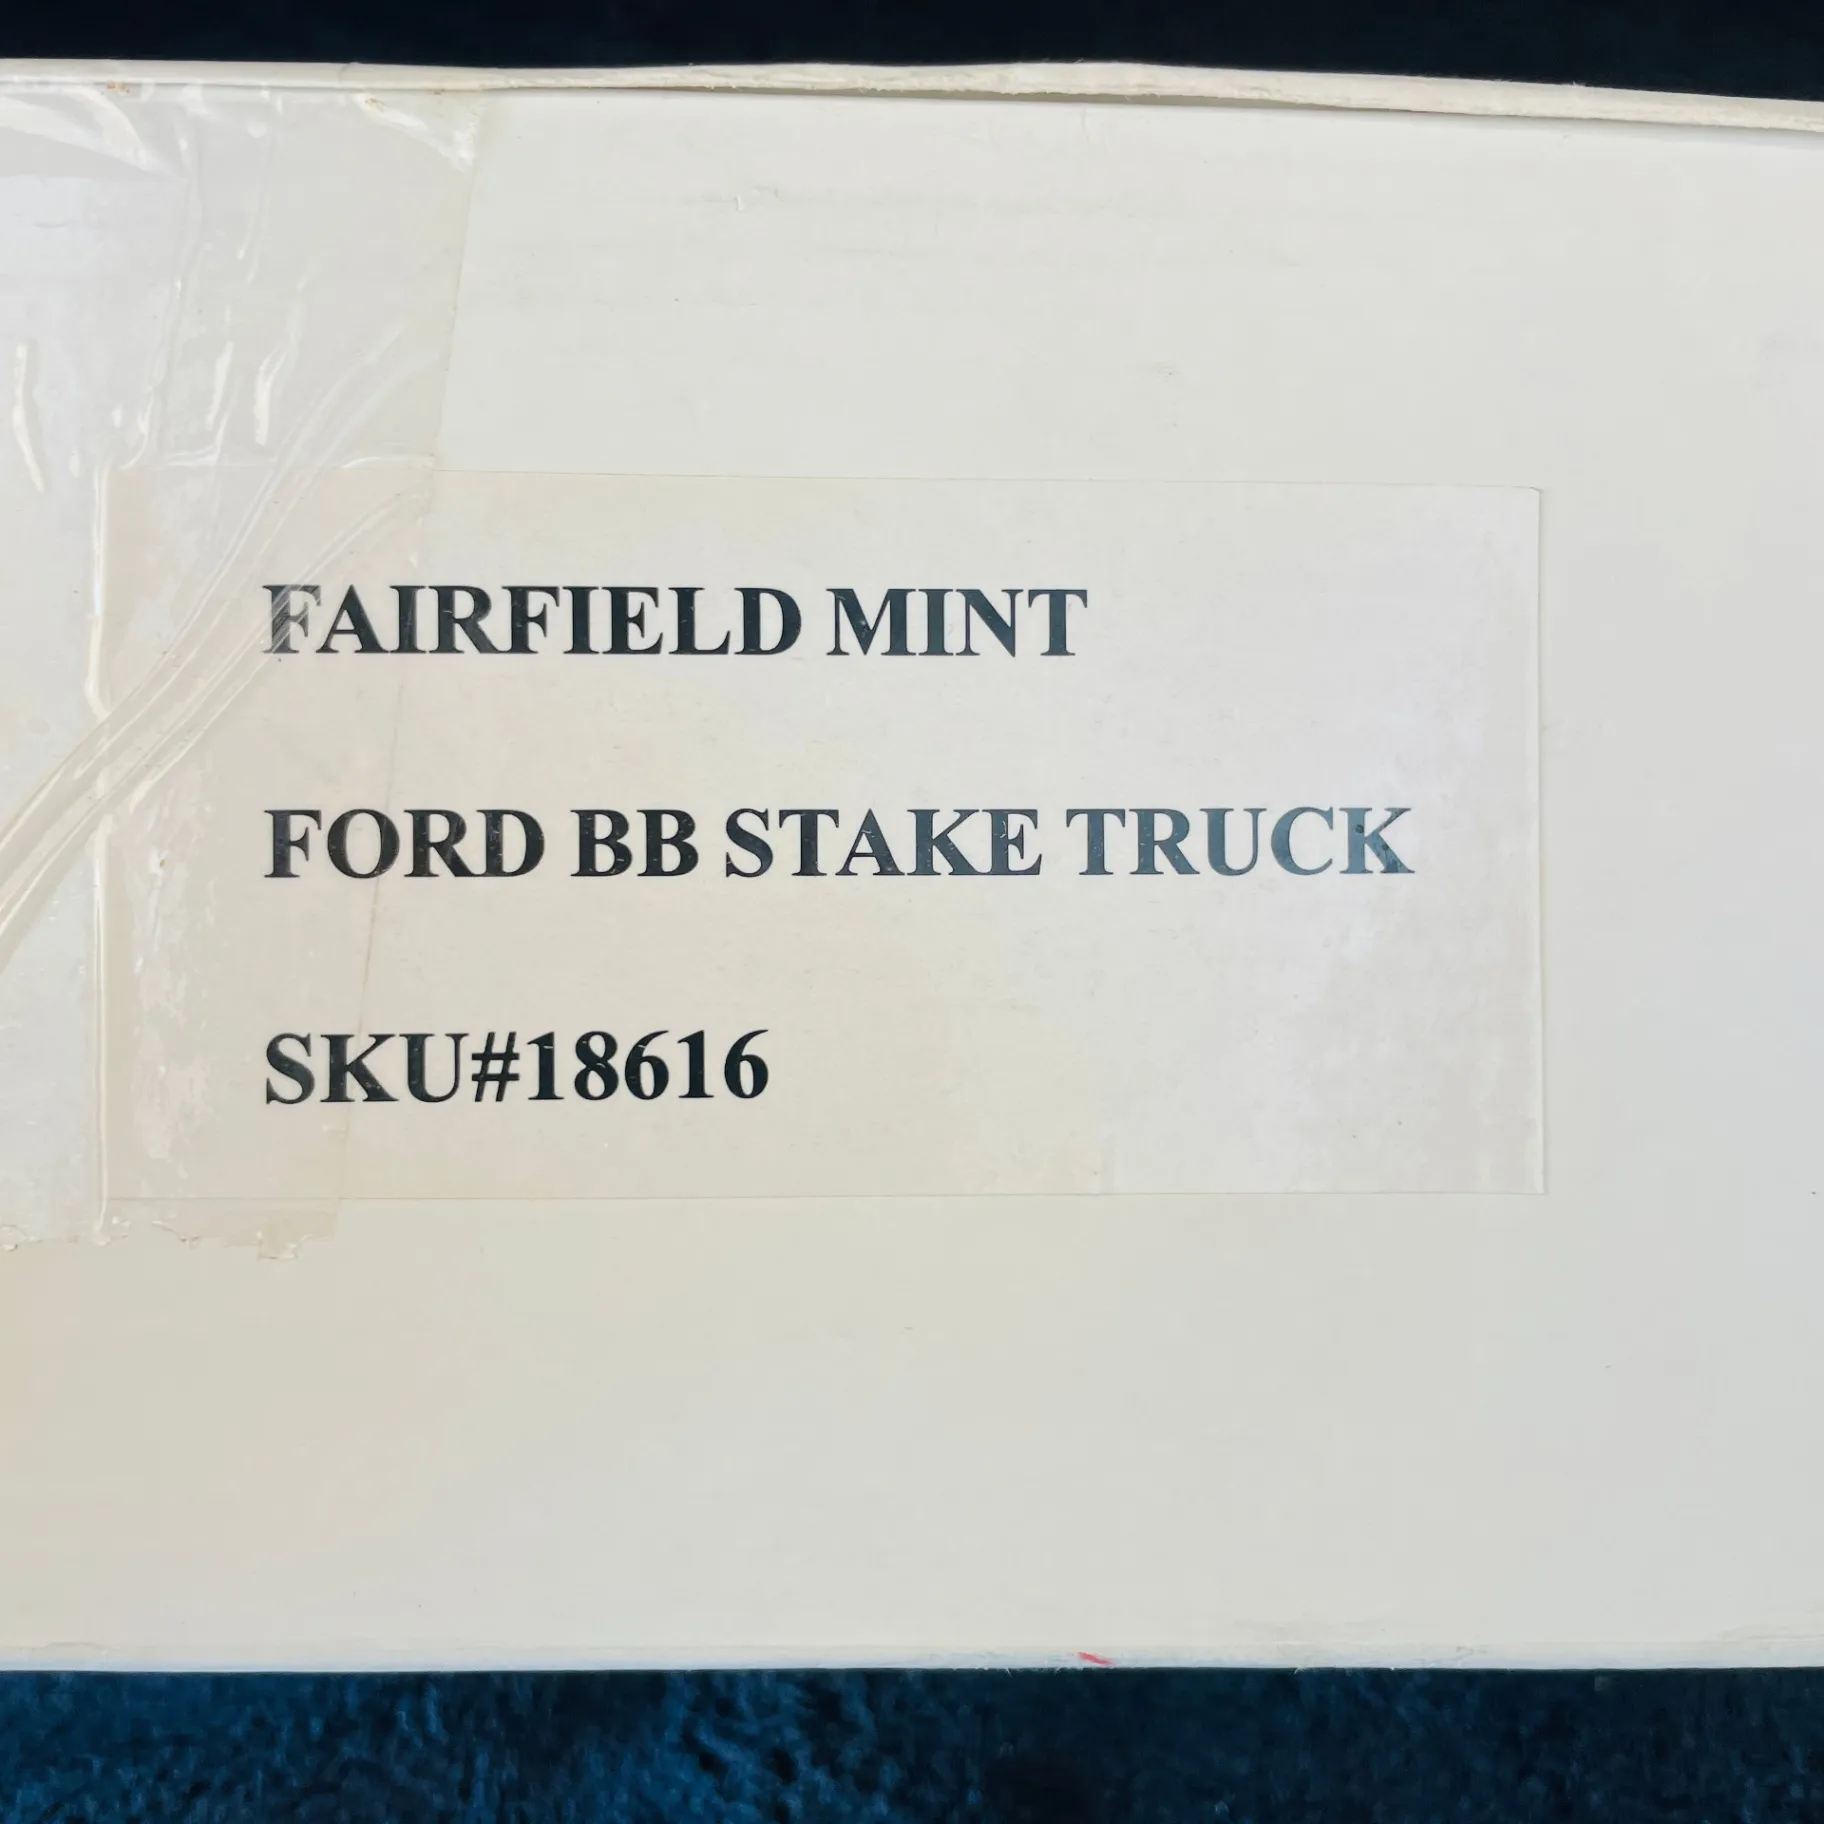 FAIRFIELD MINT
FORD BB STAKE TRUCK
SKU#18616